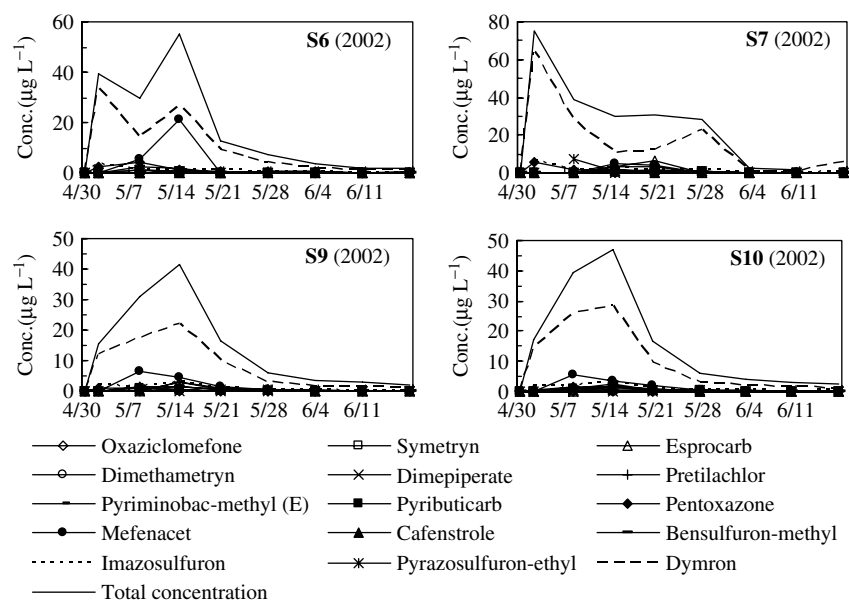 S6 (2002)
Conc.(µg L⁻¹)
60
40
20
0
4/30 5/7 5/14 5/21 5/28 6/4 6/11
S7 (2002)
Conc.(µg L⁻¹)
80
60
40
20
0
4/30 5/7 5/14 5/21 5/28 6/4 6/11
S9 (2002)
Conc.(µg L⁻¹)
50
40
30
20
10
0
4/30 5/7 5/14 5/21 5/28 6/4 6/11
S10 (2002)
Conc.(µg L⁻¹)
50
40
30
20
10
0
4/30 5/7 5/14 5/21 5/28 6/4 6/11
Oxaziclomefone Symetryn Esprocarb
Dimethametryn Dimepiperate Pretilachlor
Pyriminobac-methyl (E) Pyributicarb Pentoxazone
Mefenacet Cafenstrole Bensulfuron-methyl
Imazosulfuron Pyrazosulfuron-ethyl Dymron
Total concentration